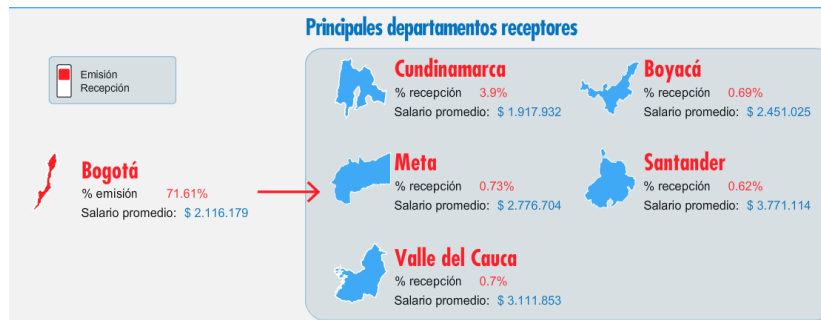 Principales departamentos receptores
Emisión
Recepción
Bogotá
% emisión 71.61%
Salario promedio: $ 2.116.179
Cundinamarca
% recepción 3.9%
Salario promedio: $ 1.917.932
Boyacá
% recepción 0.69%
Salario promedio: $ 2.451.025
Meta
% recepción 0.73%
Salario promedio: $ 2.776.704
Santander
% recepción 0.62%
Salario promedio: $ 3.771.114
Valle del Cauca
% recepción 0.7%
Salario promedio: $ 3.111.853